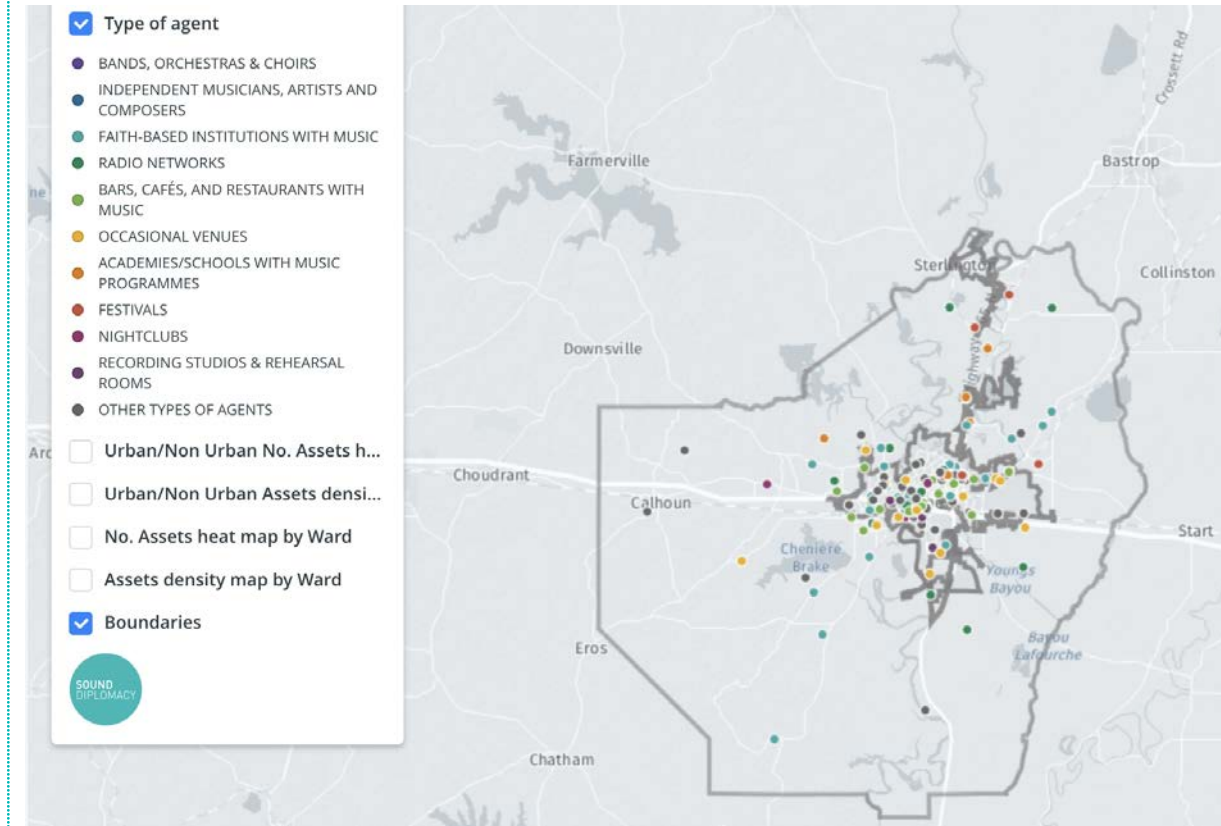 Type of agent
BANDS, ORCHESTRAS & CHOIRS
INDEPENDENT MUSICIANS, ARTISTS AND
COMPOSERS
FAITH-BASED INSTITUTIONS WITH MUSIC
RADIO NETWORKS
BARS, CAFÉS, AND RESTAURANTS WITH
MUSIC
OCCASIONAL VENUES
ACADEMIES/SCHOOLS WITH MUSIC
PROGRAMMES
FESTIVALS
NIGHTCLUBS
RECORDING STUDIOS & REHEARSAL
ROOMS
OTHER TYPES OF AGENTS
Urban/Non Urban No. Assets h...
Urban/Non Urban Assets densi...
No. Assets heat map by Ward
Assets density map by Ward
Boundaries
SOUND
DIPLOMACY
Crossett Rd
Farmerville
Bastrop
Sterlington
Collinston
Downsville
Choudrant
Calhoun
Start
Chenière
Brake
Youngs
Bayou
Eros
Bayou
Lafourche
Chatham